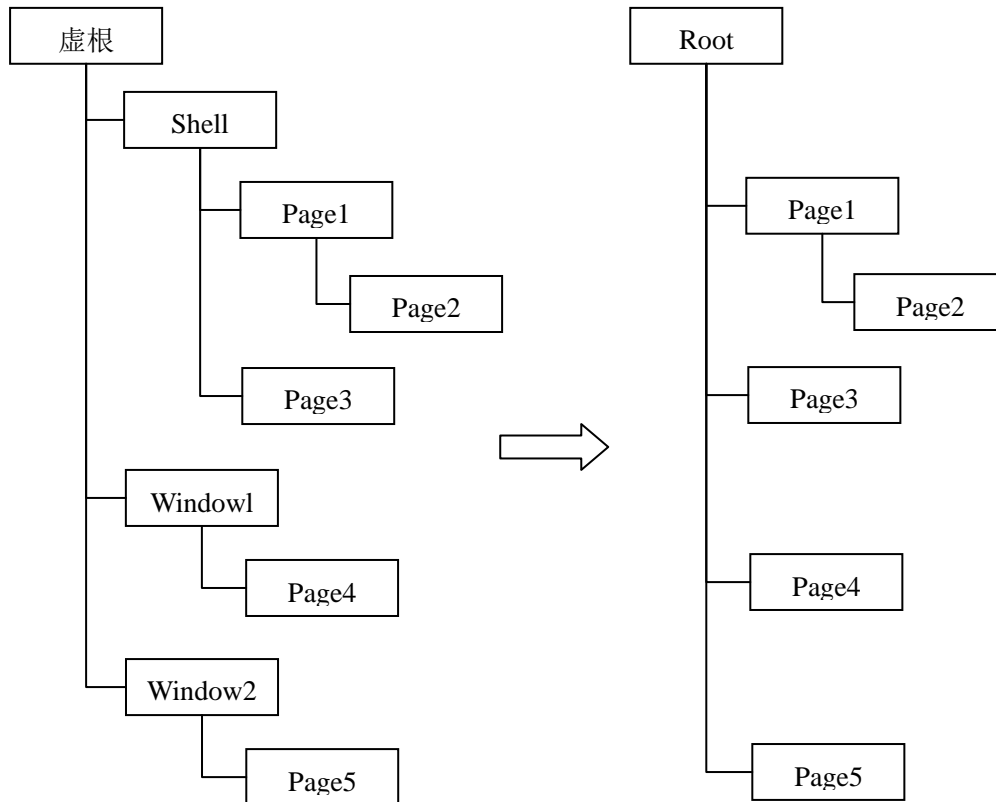 虚根
Shell
Page1
Page2
Page3
Windowl
Page4
Window2
Page5
Root
Page1
Page2
Page3
Page4
Page5